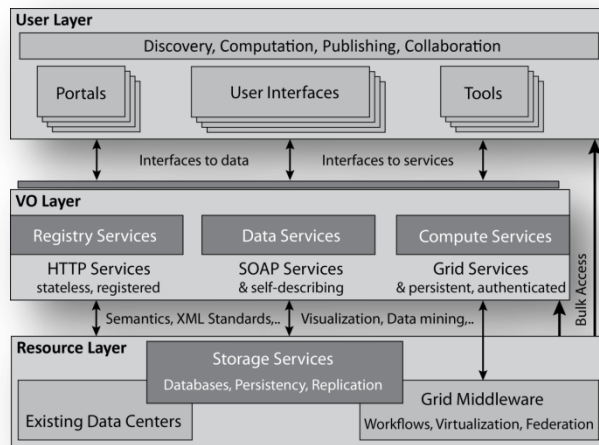 User Layer
Discovery, Computation, Publishing, Collaboration
Portals
User Interfaces
Tools
Interfaces to data
Interfaces to services
VO Layer
Registry Services
Data Services
Compute Services
HTTP Services
stateless, registered
SOAP Services
& self-describing
Grid Services
& persistent, authenticated
Bulk Access
Semantics, XML Standards,..
Visualization, Data mining,..
Resource Layer
Storage Services
Databases, Persistency, Replication
Existing Data Centers
Grid Middleware
Workflows, Virtualization, Federation